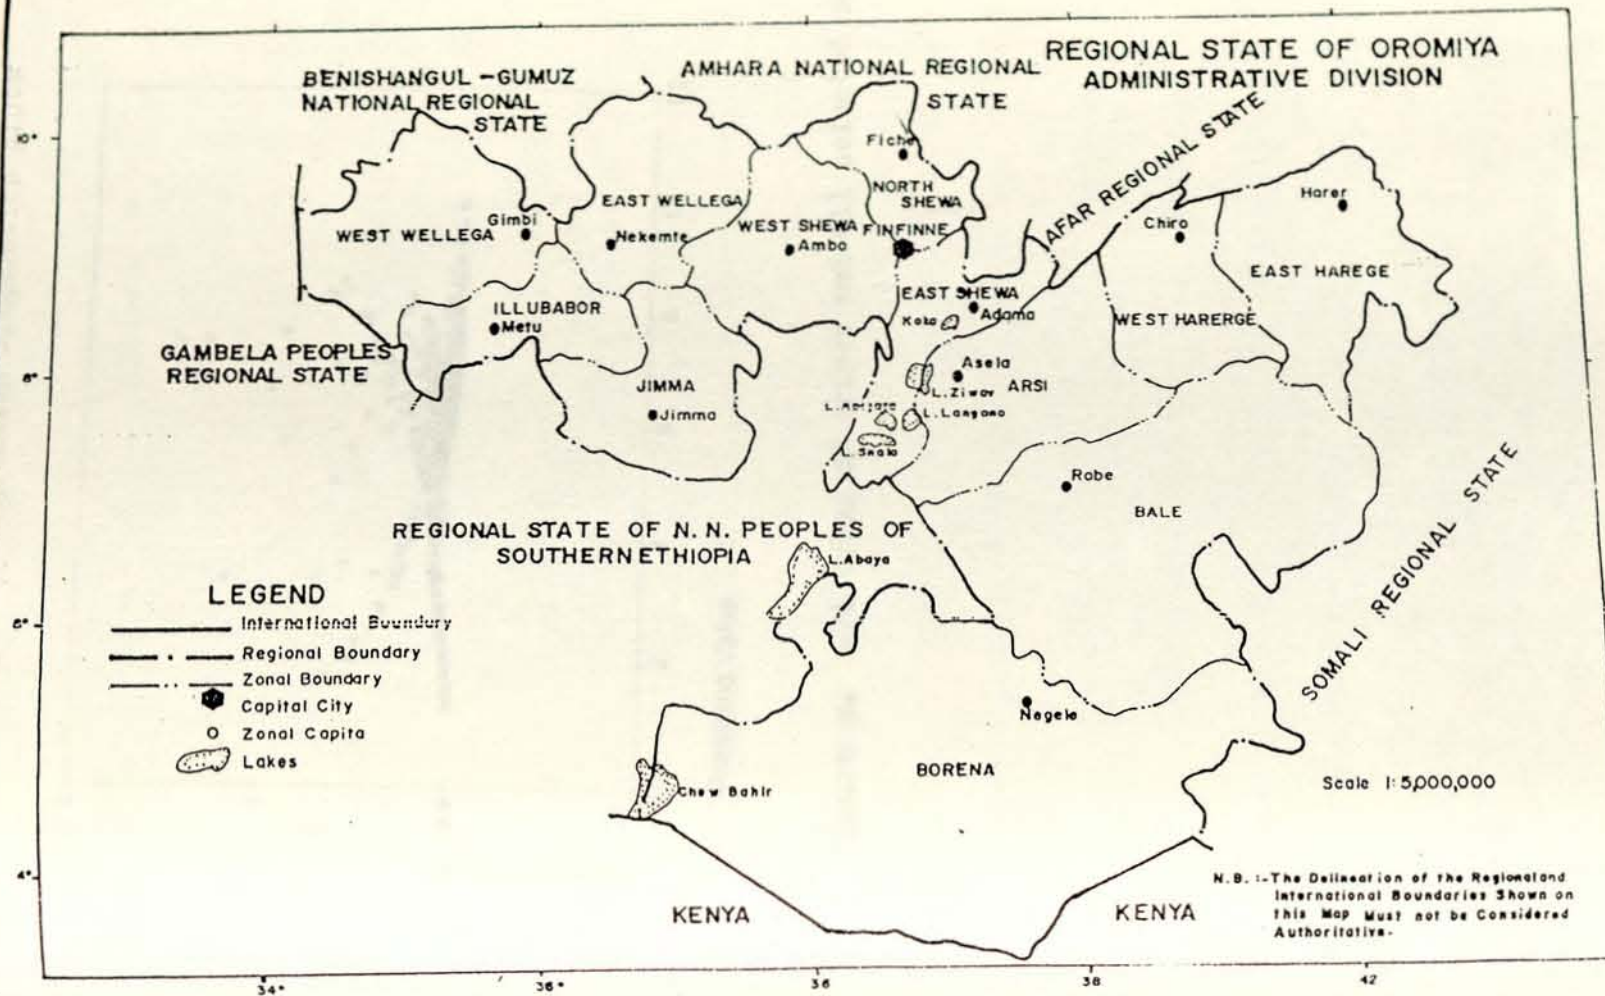 REGIONAL STATE OF OROMIYA
ADMINISTRATIVE DIVISION
BENISHANGUL – GUMUZ
NATIONAL REGIONAL
STATE
AMHARA NATIONAL REGIONAL
STATE
AFAR REGIONAL STATE
10°
Fiche
NORTH
SHEWA
Harer
EAST WELLEGA
Gimbi
WEST WELLEGA
Nekemte
WEST SHEWA
FINFINNE
Ambo
Chiro
EAST HAREGE
EAST SHEWA
Adama
Koka
WEST HARERGE
ILLUBABOR
Metu
GAMBELA PEOPLES
REGIONAL STATE
8°
Asela
ARSI
L. Ziway
JIMMA
Jimma
L. Langano
L. Shala
Robe
BALE
REGIONAL STATE OF N. N. PEOPLES OF
SOUTHERN ETHIOPIA
L. Abaya
SOMALI REGIONAL STATE
LEGEND
International Boundury
Regional Boundary
Zonal Boundary
Capital City
Zonal Capita
Lakes
6°
Nagele
BORENA
Chew Bahir
Scale 1:5,000,000
4°
KENYA
KENYA
N.B. :-The Delineation of the Regionaland
International Boundaries Shown on
this Map Must not be Considered
Authoritative-
34°
36°
36
38
42